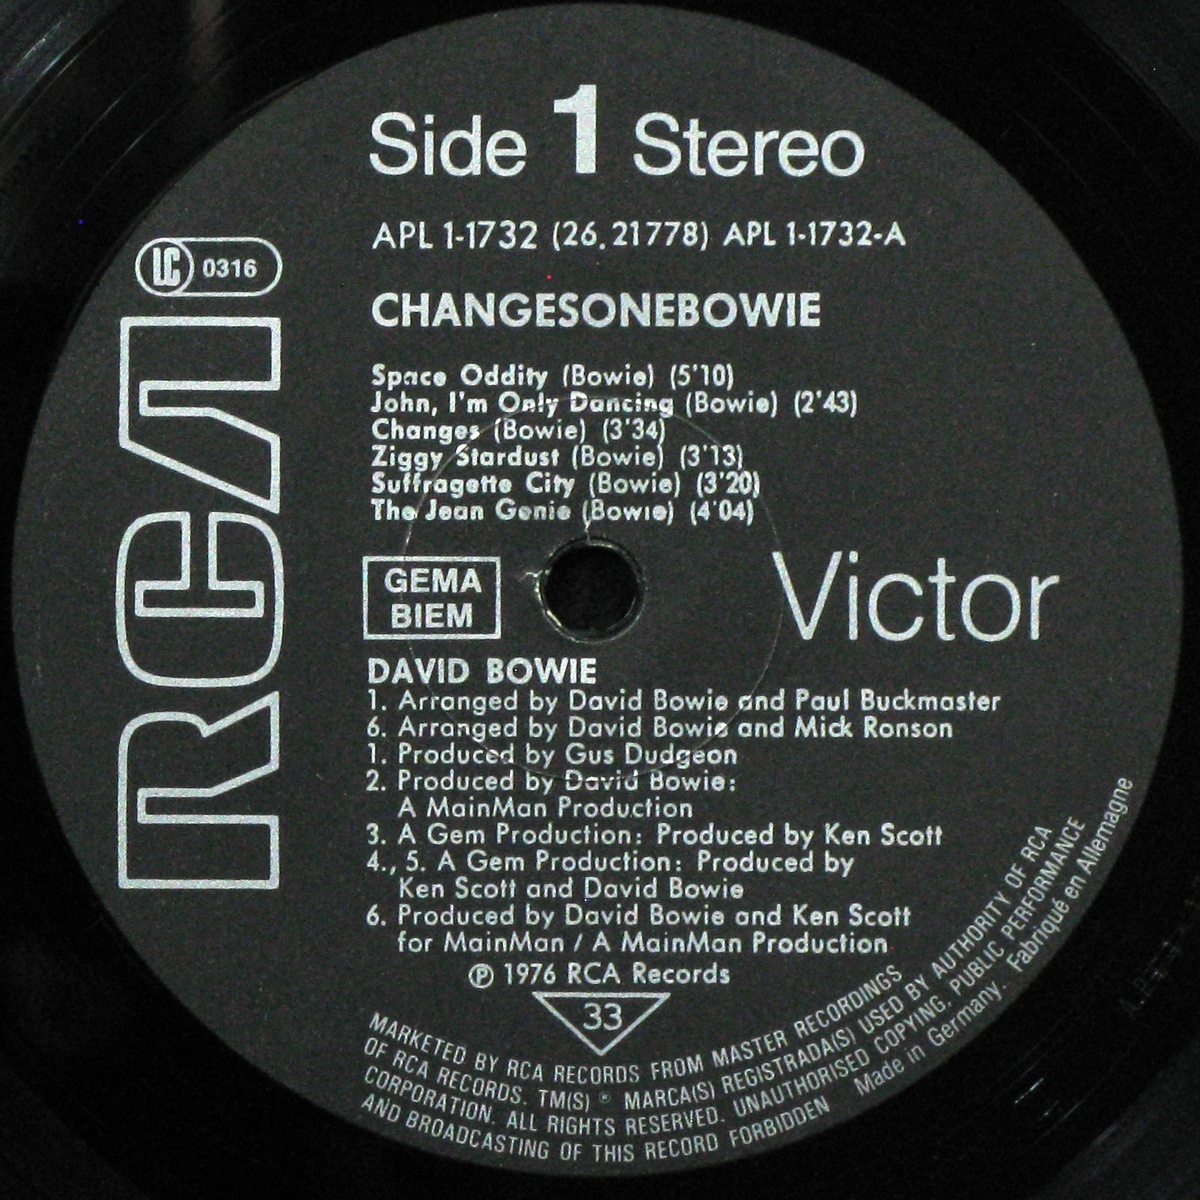 Side 1 Stereo
APL 1-1732 (26.21778) APL 1-1732-A
LC 0316
CHANGESONEBOWIE
Space Oddity (Bowie) (5'10)
John, I'm Only Dancing (Bowie) (2'43)
Changes (Bowie) (3'34)
Ziggy Stardust (Bowie) (3'13)
Suffragette City (Bowie) (3'20)
The Jean Genie (Bowie) (4'04)
RCA
GEMA
BIEM
Victor
DAVID BOWIE
1. Arranged by David Bowie and Paul Buckmaster
6. Arranged by David Bowie and Mick Ronson
1. Produced by Gus Dudgeon
2. Produced by David Bowie:
A MainMan Production
3. A Gem Production: Produced by Ken Scott
4., 5. A Gem Production: Produced by
Ken Scott and David Bowie
6. Produced by David Bowie and Ken Scott
for MainMan / A MainMan Production
℗ 1976 RCA Records
33
MARKETED BY RCA RECORDS FROM MASTER RECORDINGS
OF RCA RECORDS. TM(S) ® MARCA(S) REGISTRADA(S) USED BY AUTHORITY OF RCA
CORPORATION. ALL RIGHTS RESERVED. UNAUTHORISED COPYING. PUBLIC PERFORMANCE
AND BROADCASTING OF THIS RECORD FORBIDDEN Made in Germany. Fabriqué en Allemagne